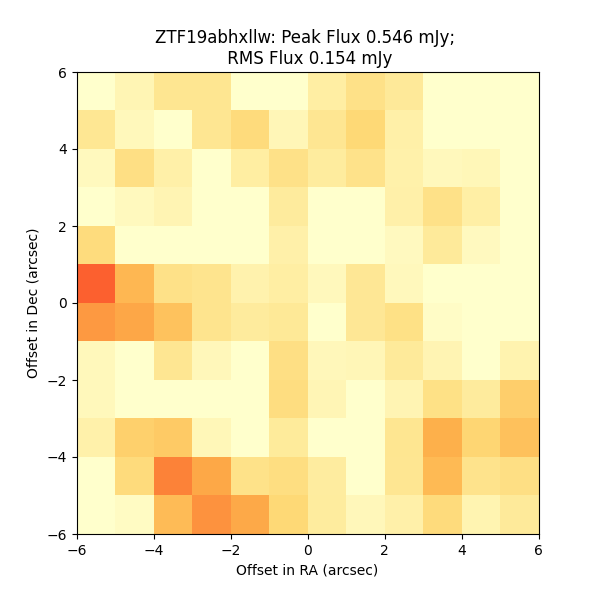 ZTF19abhxllw: Peak Flux 0.546 mJy;
RMS Flux 0.154 mJy
6
4
2
0
−2
−4
−6
Offset in Dec (arcsec)
−6 −4 −2 0 2 4 6
Offset in RA (arcsec)